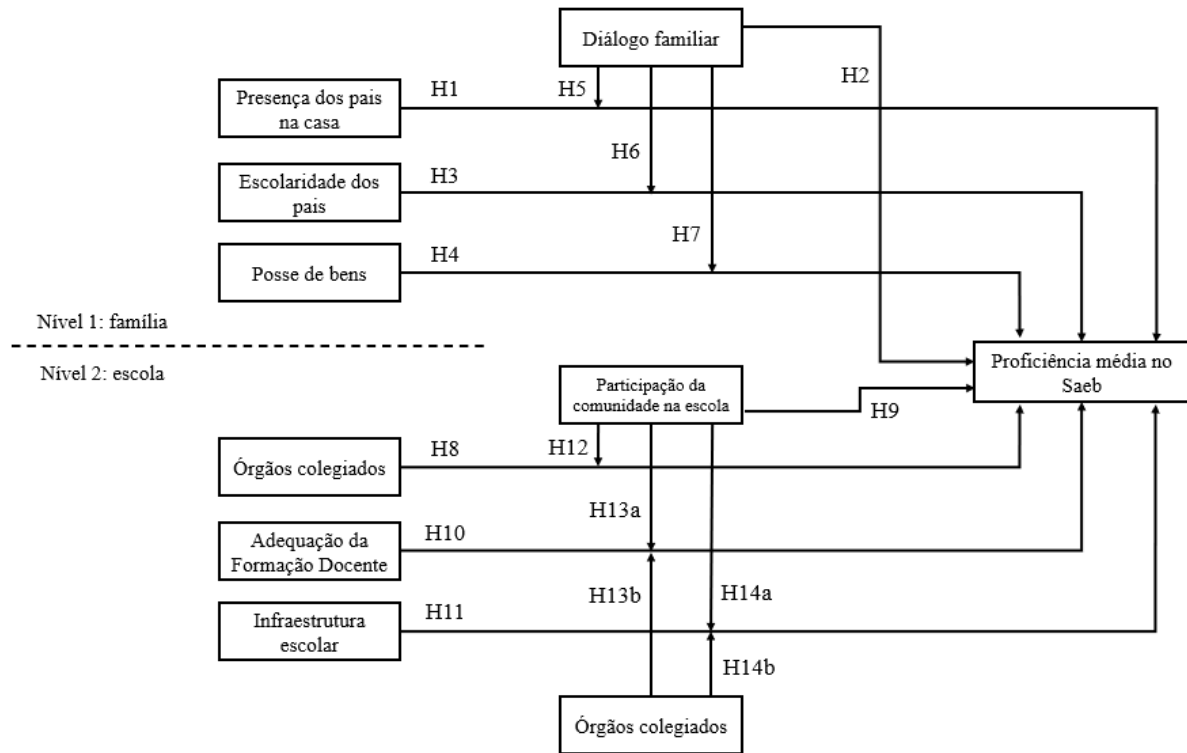 Diálogo familiar
H2
H1
H5
Presença dos pais
na casa
H6
H3
Escolaridade dos
pais
H7
H4
Posse de bens
Nível 1: família
Nível 2: escola
Proficiência média no
Saeb
Participação da
comunidade na escola
H9
H8
H12
Órgãos colegiados
H13a
H10
Adequação da
Formação Docente
H13b
H14a
H11
Infraestrutura
escolar
H14b
Órgãos colegiados